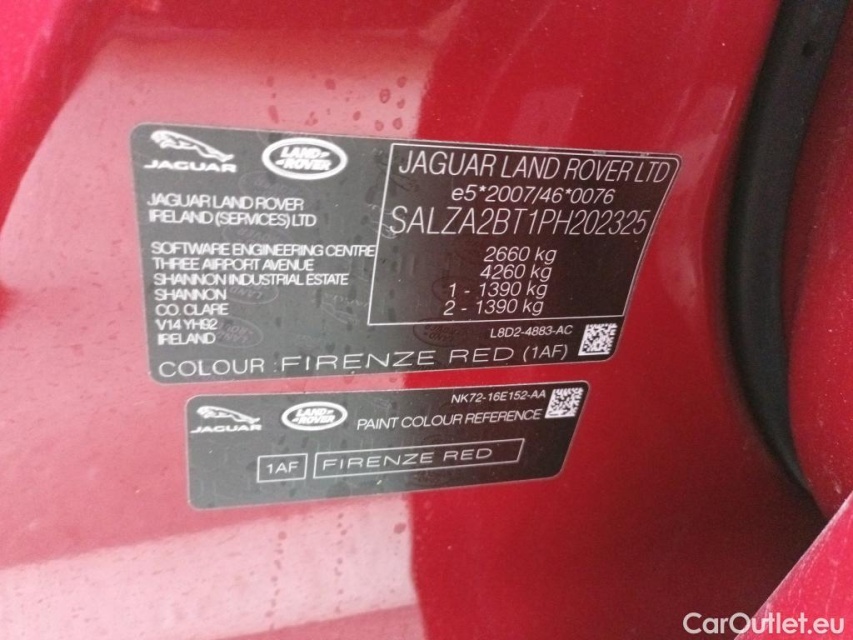 JAGUAR
LAND
ROVER
JAGUAR LAND ROVER
IRELAND (SERVICES) LTD
SOFTWARE ENGINEERING CENTRE
THREE AIRPORT AVENUE
SHANNON INDUSTRIAL ESTATE
SHANNON
CO. CLARE
V14 YH92
IRELAND
JAGUAR LAND ROVER LTD
e5*2007/46*0076
SALZA2BT1PH202325
2660 kg
4260 kg
1 - 1390 kg
2 - 1390 kg
L8D2-4883-AC
COLOUR : FIRENZE RED (1AF)
JAGUAR
LAND
ROVER
NK72-16E152-AA
PAINT COLOUR REFERENCE
1AF FIRENZE RED
CarOutlet.eu